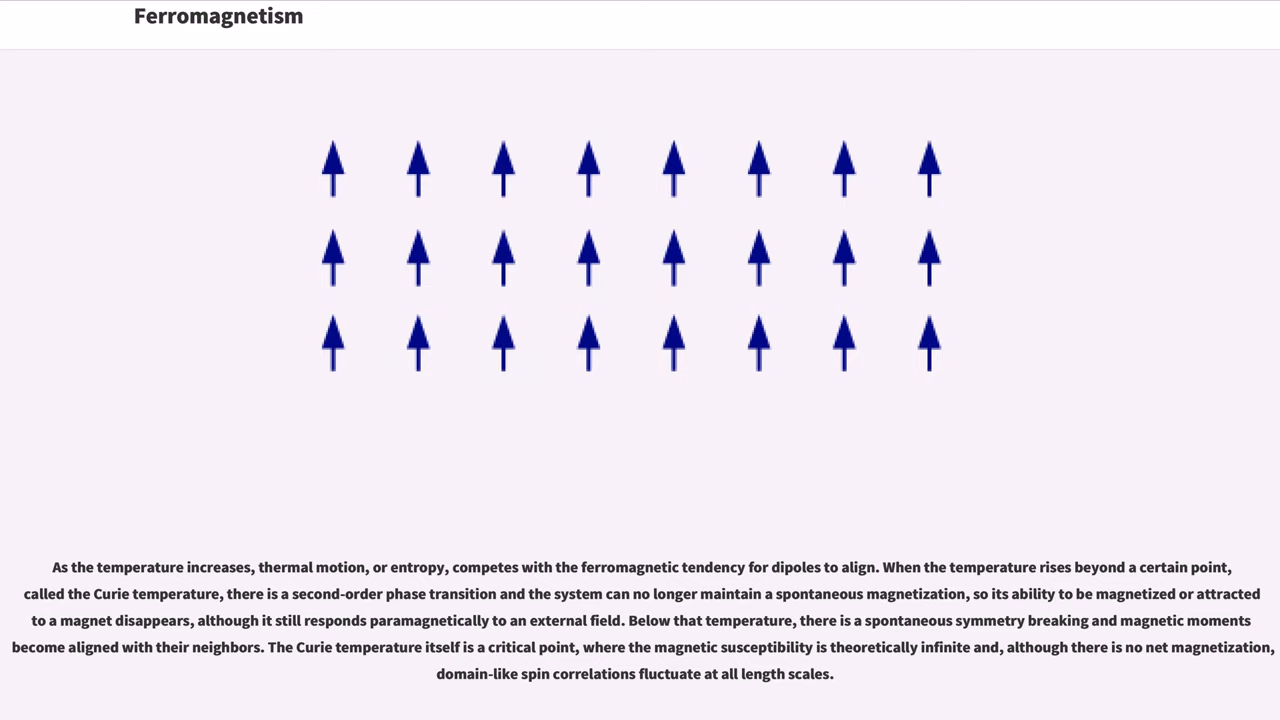 Ferromagnetism
As the temperature increases, thermal motion, or entropy, competes with the ferromagnetic tendency for dipoles to align. When the temperature rises beyond a certain point,
called the Curie temperature, there is a second-order phase transition and the system can no longer maintain a spontaneous magnetization, so its ability to be magnetized or attracted
to a magnet disappears, although it still responds paramagnetically to an external field. Below that temperature, there is a spontaneous symmetry breaking and magnetic moments
become aligned with their neighbors. The Curie temperature itself is a critical point, where the magnetic susceptibility is theoretically infinite and, although there is no net magnetization,
domain-like spin correlations fluctuate at all length scales.